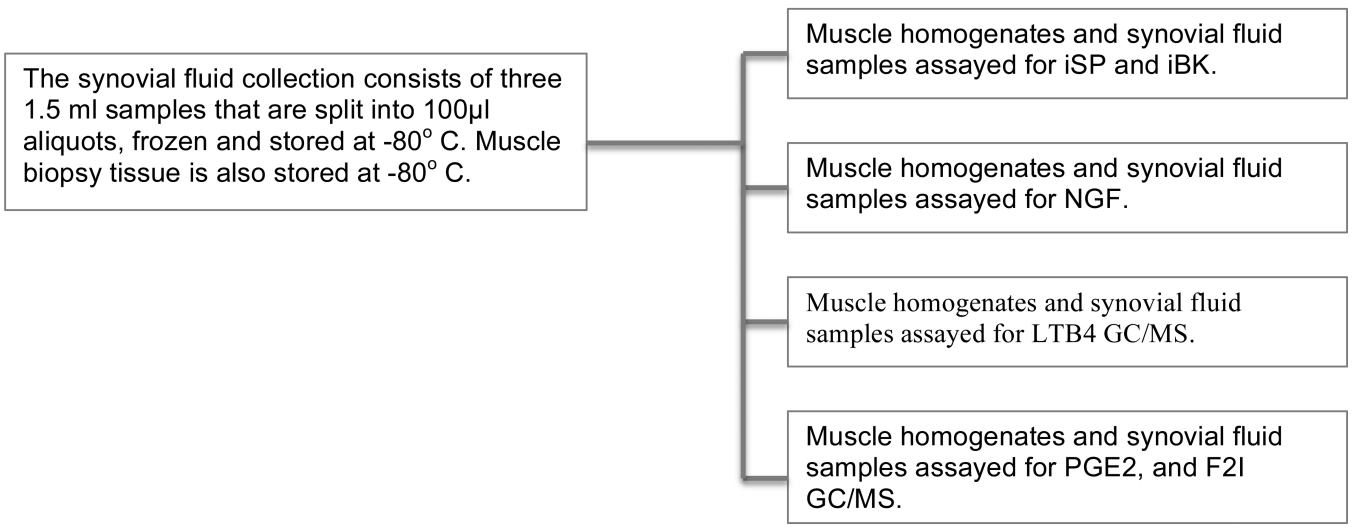 The synovial fluid collection consists of three
1.5 ml samples that are split into 100µl
aliquots, frozen and stored at -80o C. Muscle
biopsy tissue is also stored at -80o C.
Muscle homogenates and synovial fluid
samples assayed for iSP and iBK.
Muscle homogenates and synovial fluid
samples assayed for NGF.
Muscle homogenates and synovial fluid
samples assayed for LTB4 GC/MS.
Muscle homogenates and synovial fluid
samples assayed for PGE2, and F2I
GC/MS.